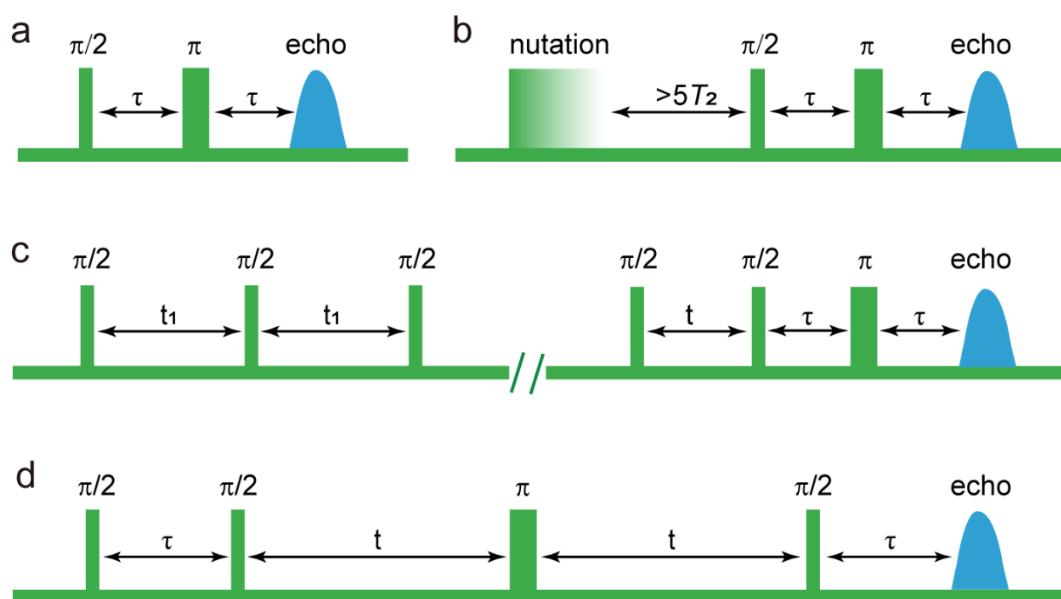 a
π/2 π echo
τ τ
b
nutation π/2 π echo
>5T₂ τ τ
c
π/2 π/2 π/2 π/2 π/2 π echo
t₁ t₁ t τ τ
d
π/2 π/2 π π/2 echo
τ t t τ